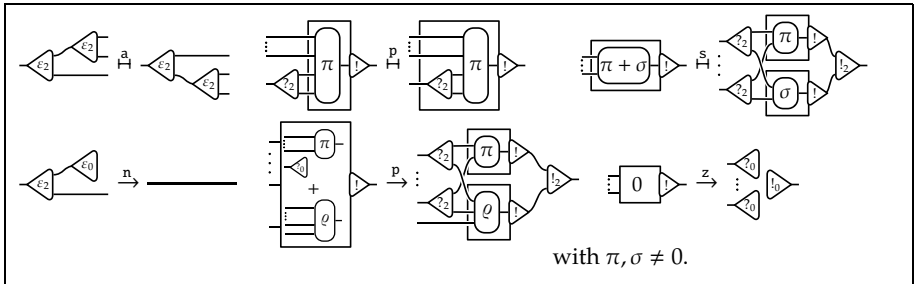 ε₂ ε₂ a ε₂ ε₂ ⋮ ?₂ π ! p ⋮ ?₂ π ! ⋮ π + σ ! s ?₂ ⋮ ?₂ π σ ! ! !₂
ε₂ ε₀ n ⋮ π ?₀ + ⋮ ϱ ! p ?₂ ⋮ ?₂ π ϱ ! ! !₂ ⋮ 0 ! z ?₀ ⋯ ?₀ !₀
with π, σ ≠ 0.